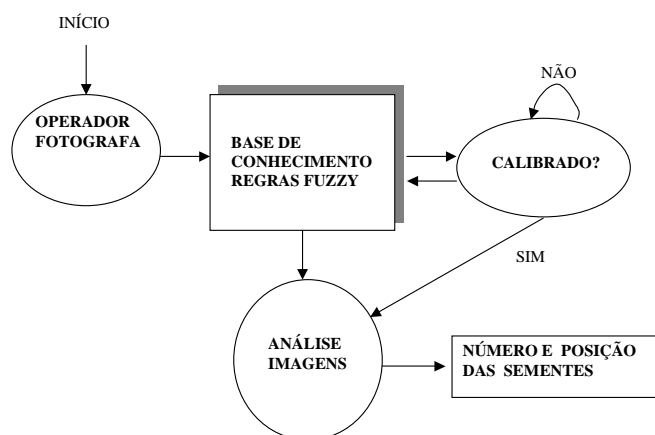 INÍCIO
OPERADOR
FOTOGRAFA
BASE DE
CONHECIMENTO
REGRAS FUZZY
NÃO
CALIBRADO?
SIM
ANÁLISE
IMAGENS
NÚMERO E POSIÇÃO
DAS SEMENTES